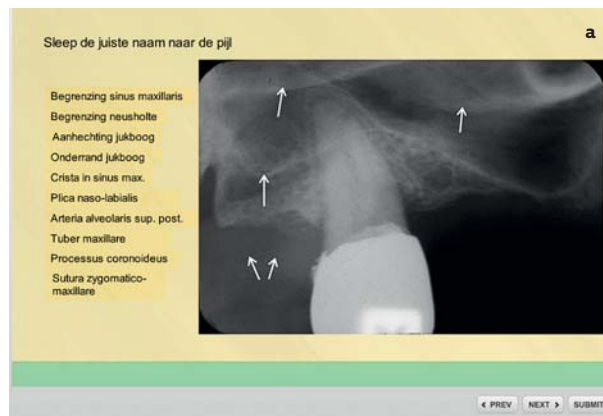 Sleep de juiste naam naar de pijl
a
Begrenzing sinus maxillaris
Begrenzing neusholte
Aanhechting jukboog
Onderrand jukboog
Crista in sinus max.
Plica naso-labialis
Arteria alveolaris sup. post.
Tuber maxillare
Processus coronoideus
Sutura zygomatico-
maxillare
< PREV
NEXT >
SUBMIT